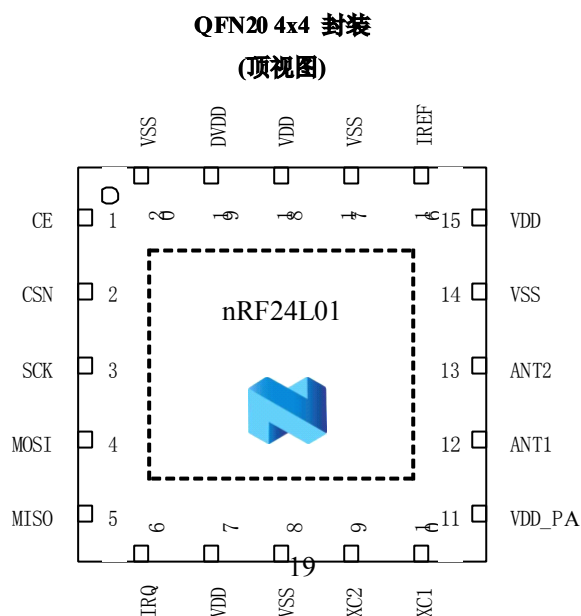 QFN20 4x4 封装
(顶视图)
VSS DVDD VDD VSS IREF
20 19 18 17 16
CE 1 15 VDD
CSN 2 14 VSS
nRF24L01
SCK 3 13 ANT2
MOSI 4 12 ANT1
MISO 5 11 VDD_PA
6 7 8 9 10
19
IRQ VDD VSS XC2 XC1